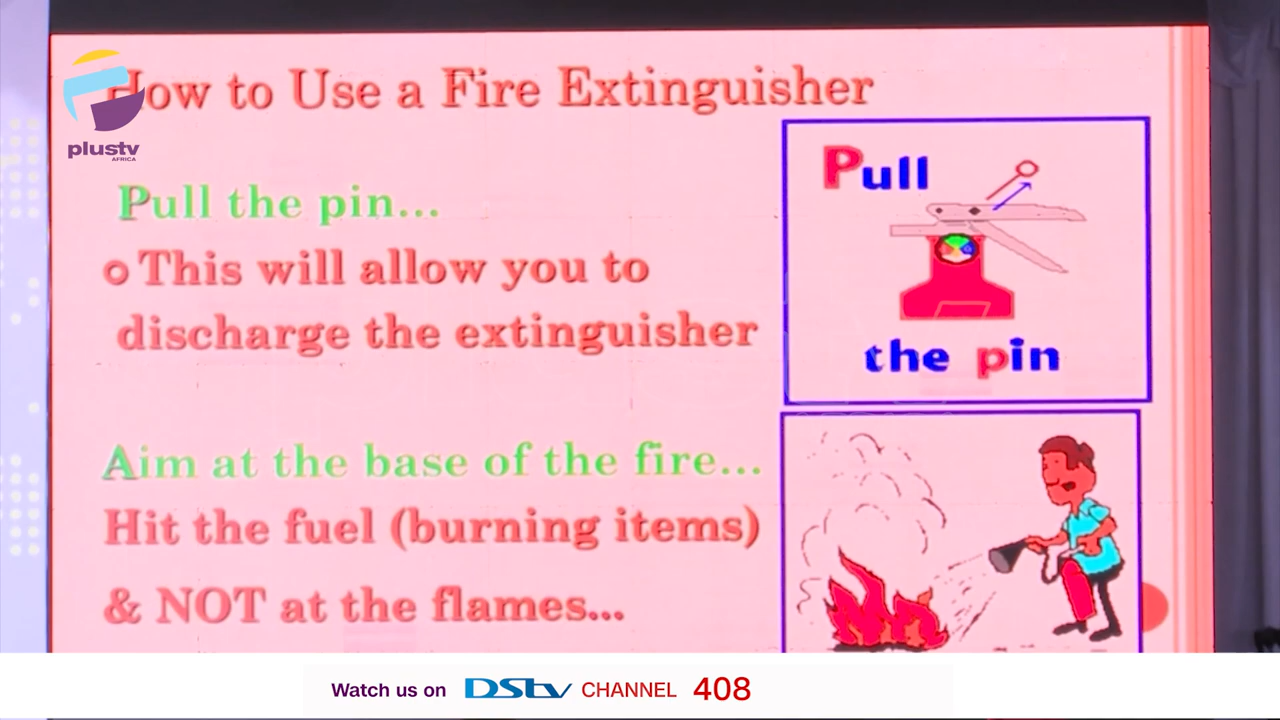 How to Use a Fire Extinguisher
plustv
AFRICA
Pull the pin...
This will allow you to
discharge the extinguisher
Pull
the pin
Aim at the base of the fire...
Hit the fuel (burning items)
& NOT at the flames...
Watch us on DStv CHANNEL 408